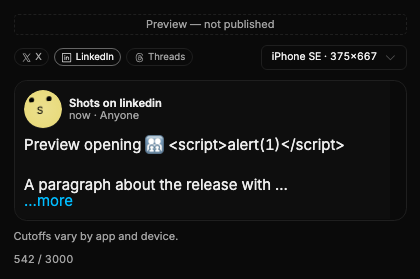 Preview — not published
X
LinkedIn
Threads
iPhone SE · 375×667
S
Shots on linkedin
now · Anyone
Preview opening 👥 <script>alert(1)</script>
A paragraph about the release with ...
...more
Cutoffs vary by app and device.
542 / 3000